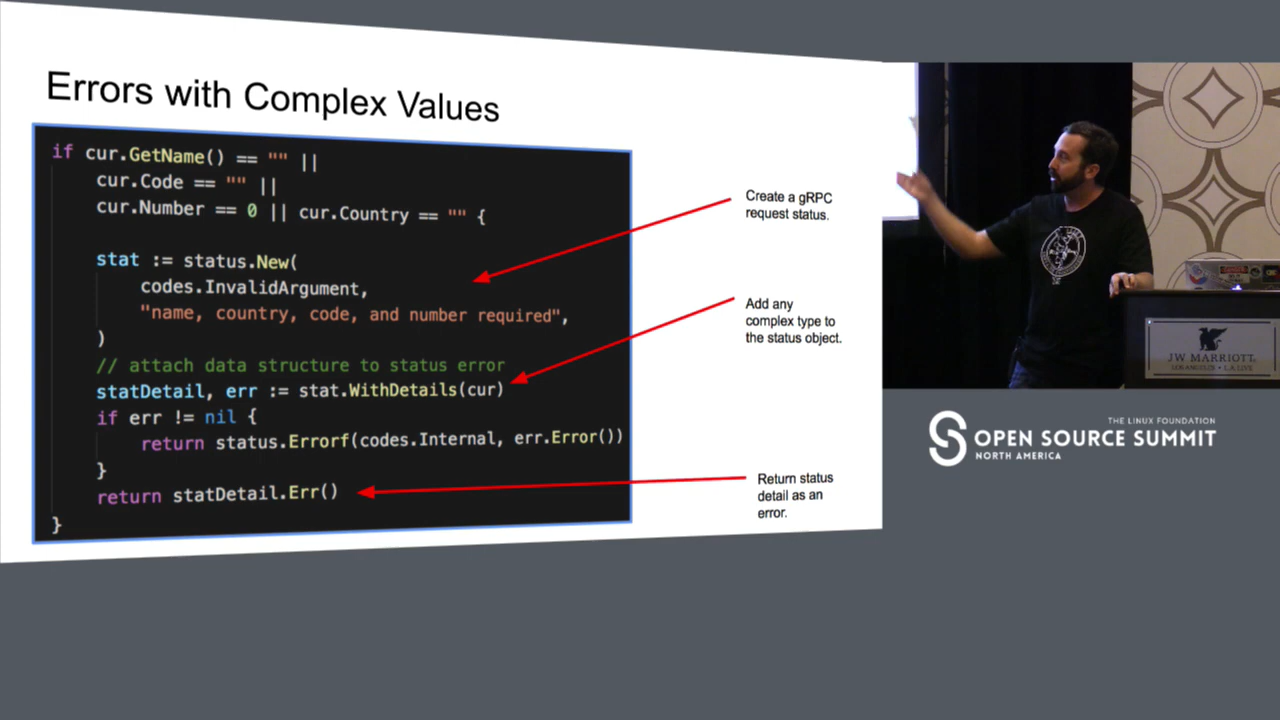 Errors with Complex Values
if cur.GetName() == "" ||
cur.Code == "" ||
cur.Number == 0 || cur.Country == "" {
stat := status.New(
codes.InvalidArgument,
"name, country, code, and number required",
)
// attach data structure to status error
statDetail, err := stat.WithDetails(cur)
if err != nil {
return status.Errorf(codes.Internal, err.Error())
}
return statDetail.Err()
}
Create a gRPC
request status.
Add any
complex type to
the status object.
Return status
detail as an
error.
JW MARRIOTT
LOS ANGELES • L.A. LIVE
THE LINUX FOUNDATION
OPEN SOURCE SUMMIT
NORTH AMERICA